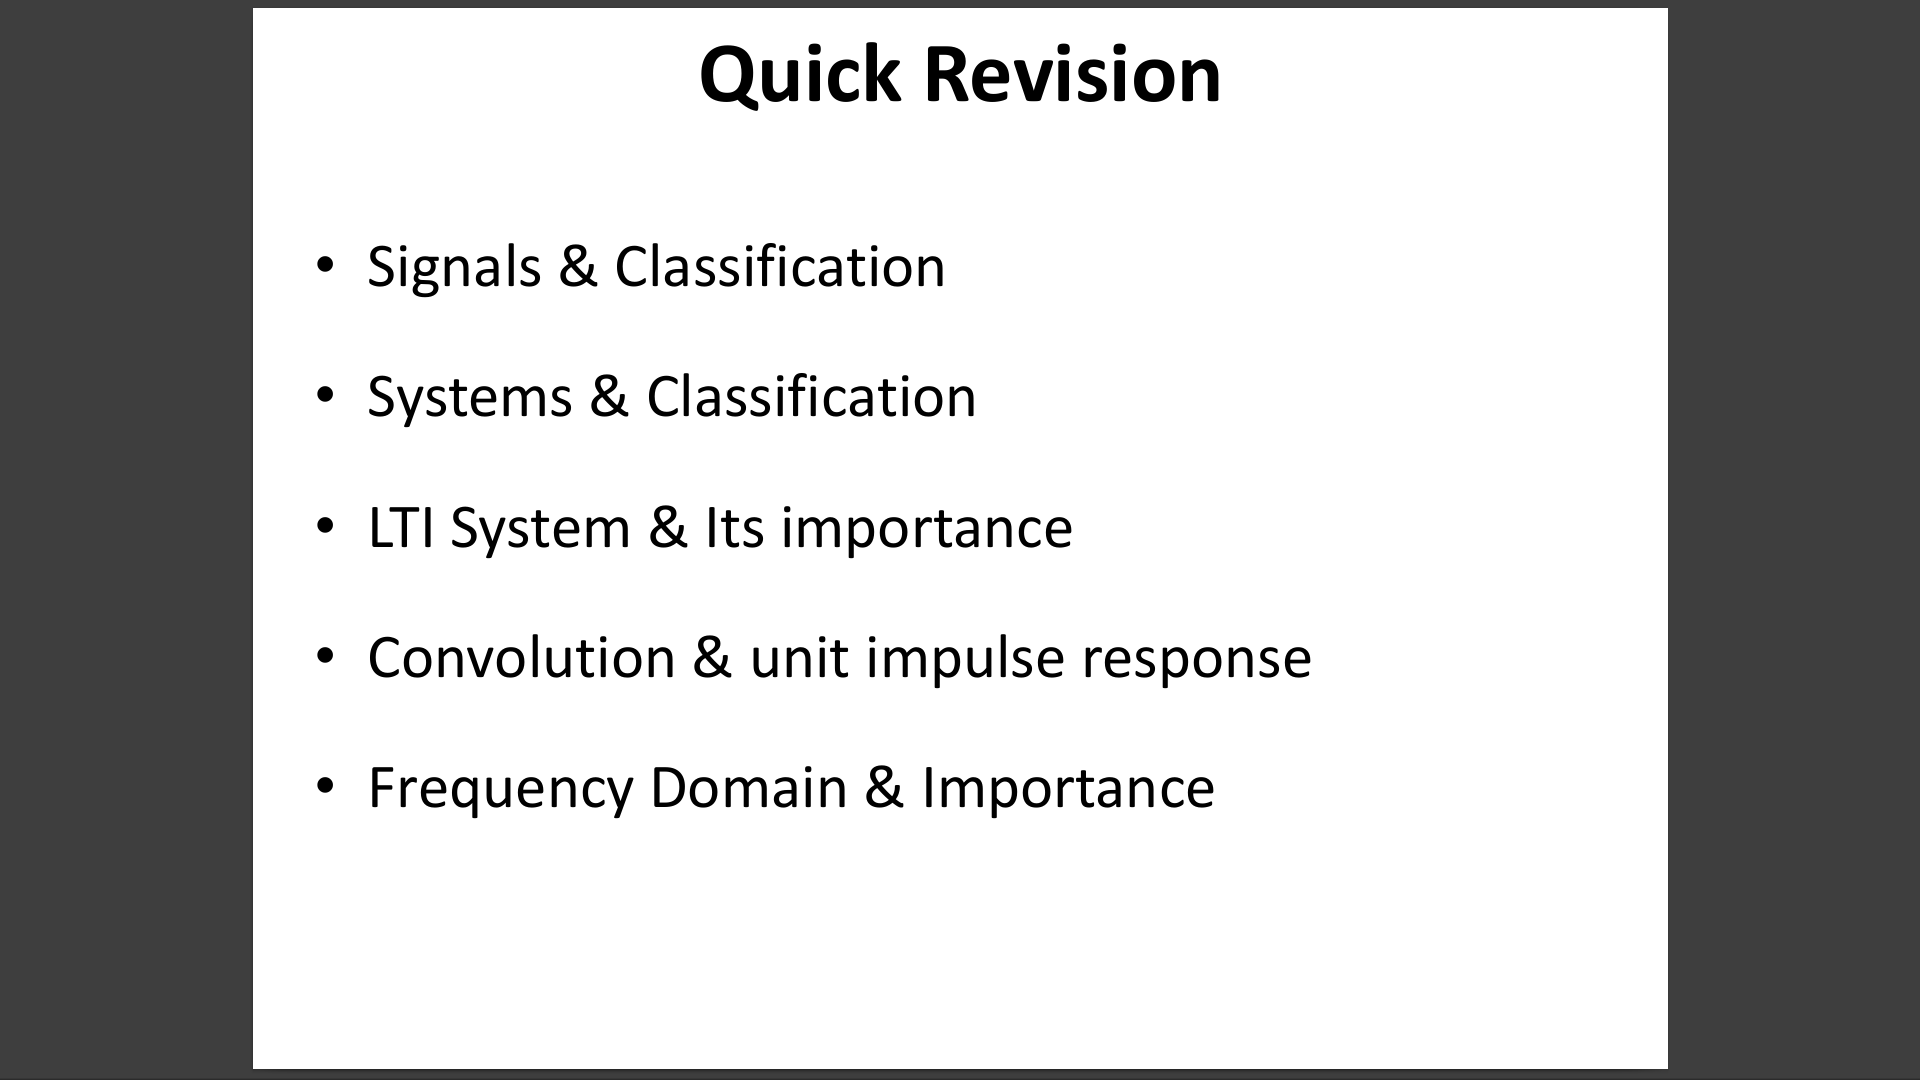 Quick Revision
• Signals & Classification
• Systems & Classification
• LTI System & Its importance
• Convolution & unit impulse response
• Frequency Domain & Importance